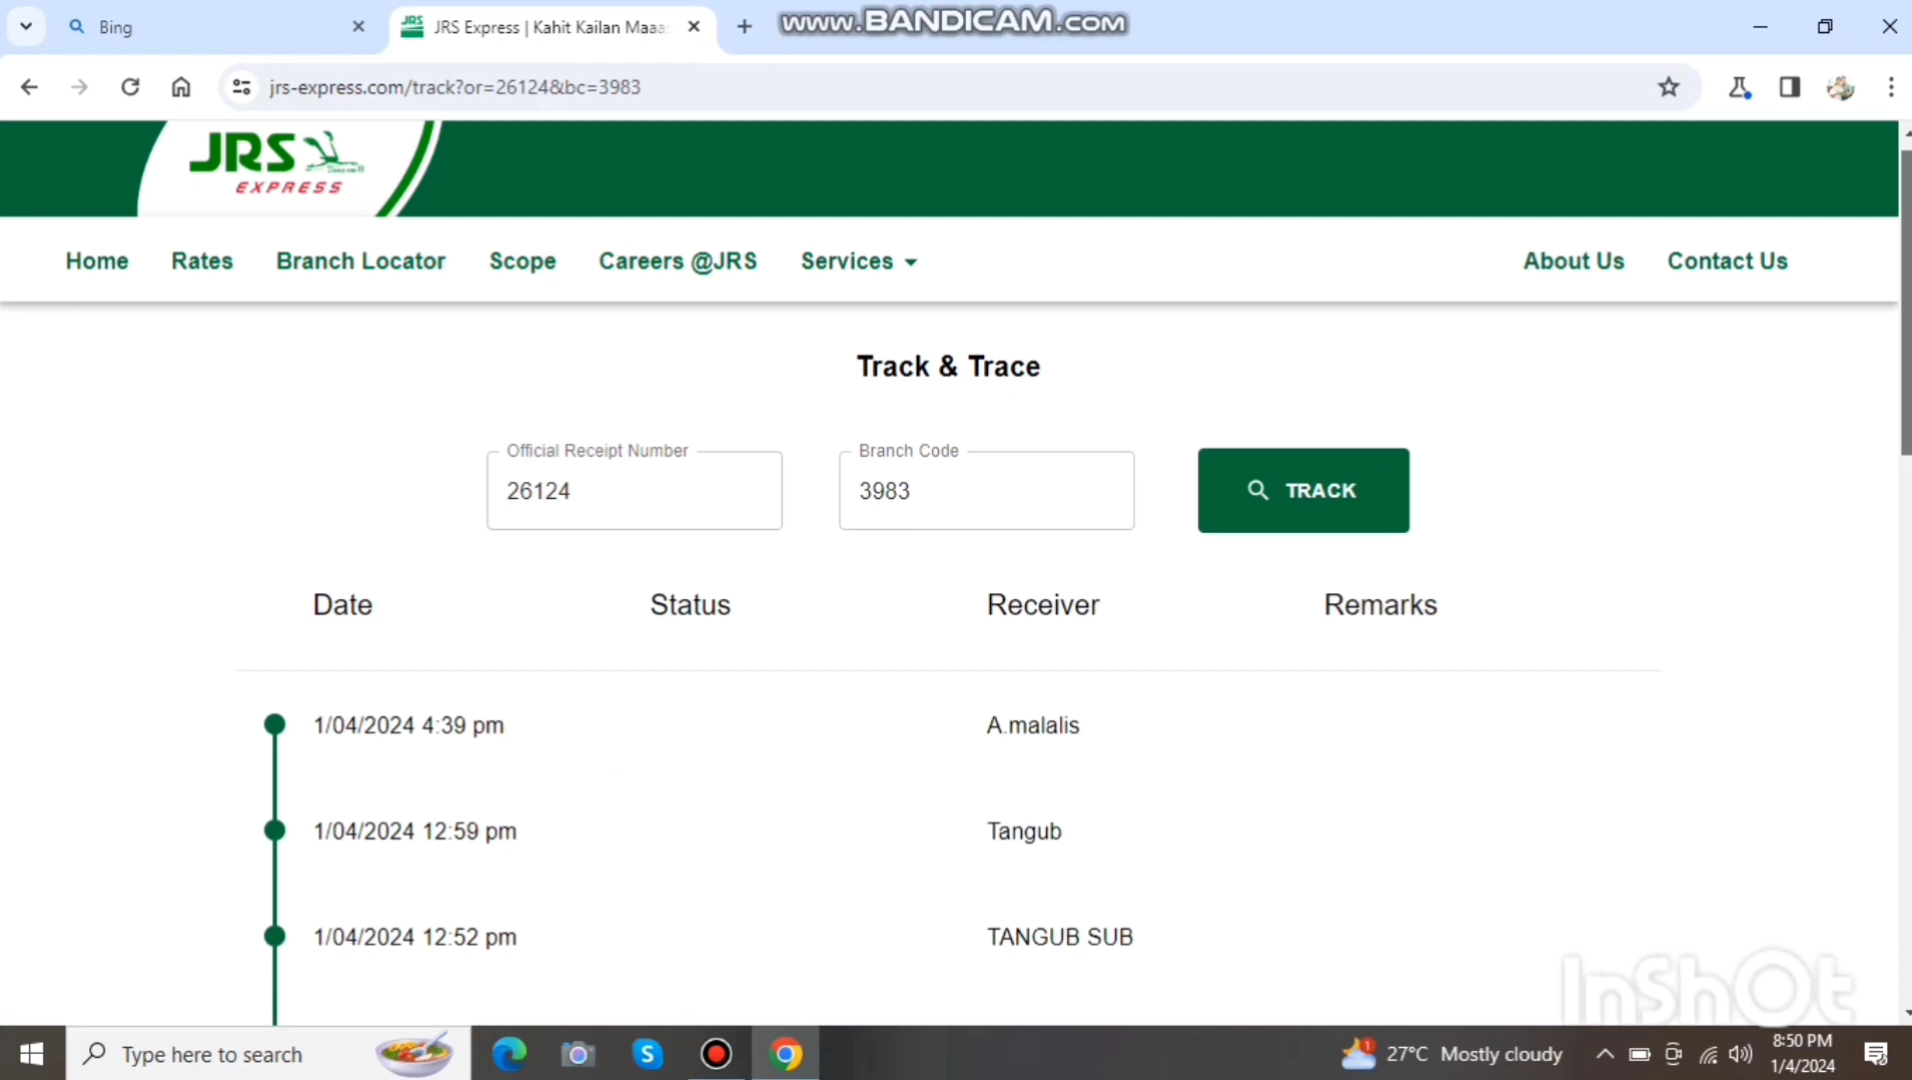 Bing
JRS Express | Kahit Kailan Maaa
www.BANDICAM.com
jrs-express.com/track?or=26124&bc=3983
JRS
EXPRESS
Home Rates Branch Locator Scope Careers @JRS Services About Us Contact Us
Track & Trace
Official Receipt Number Branch Code
26124 3983 TRACK
Date Status Receiver Remarks
1/04/2024 4:39 pm A.malalis
1/04/2024 12:59 pm Tangub
1/04/2024 12:52 pm TANGUB SUB
InShOt
Type here to search
27°C Mostly cloudy
8:50 PM
1/4/2024